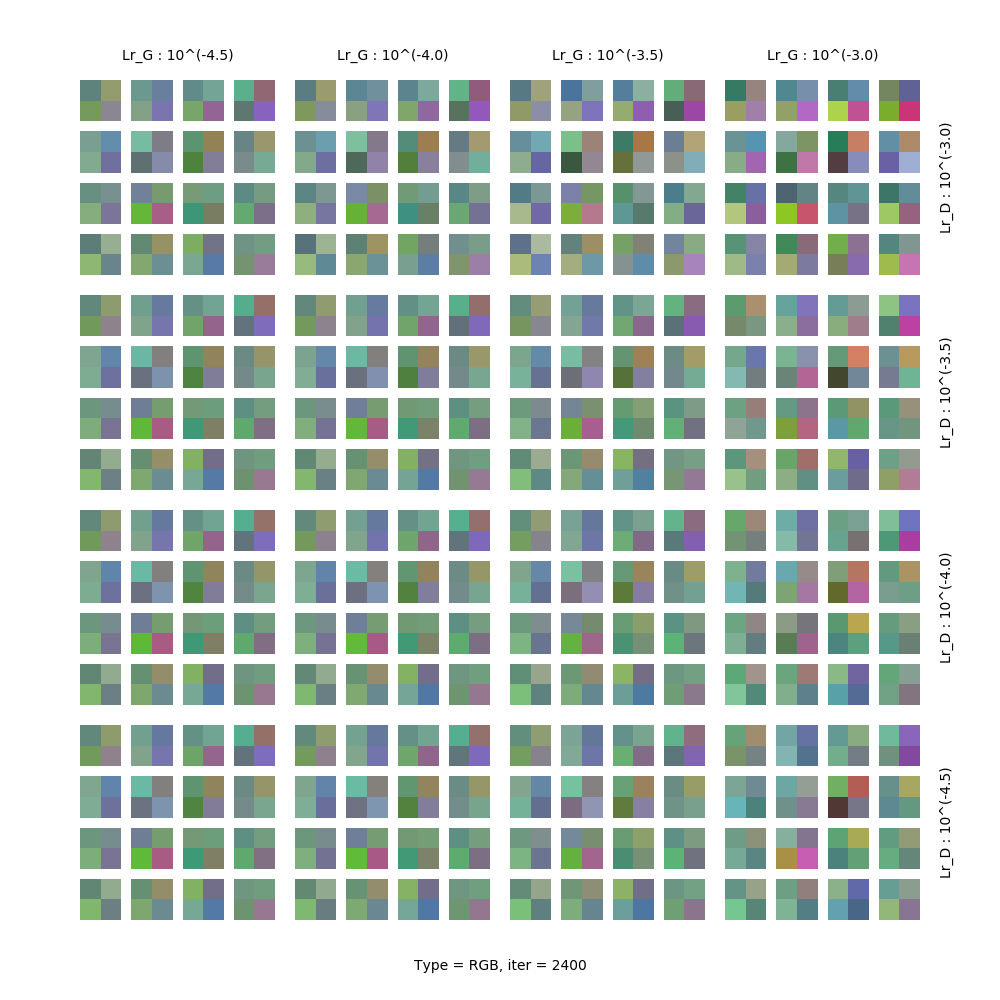 Lr_G : 10^(-4.5)
Lr_G : 10^(-4.0)
Lr_G : 10^(-3.5)
Lr_G : 10^(-3.0)
Lr_D : 10^(-3.0)
Lr_D : 10^(-3.5)
Lr_D : 10^(-4.0)
Lr_D : 10^(-4.5)
Type = RGB, iter = 2400